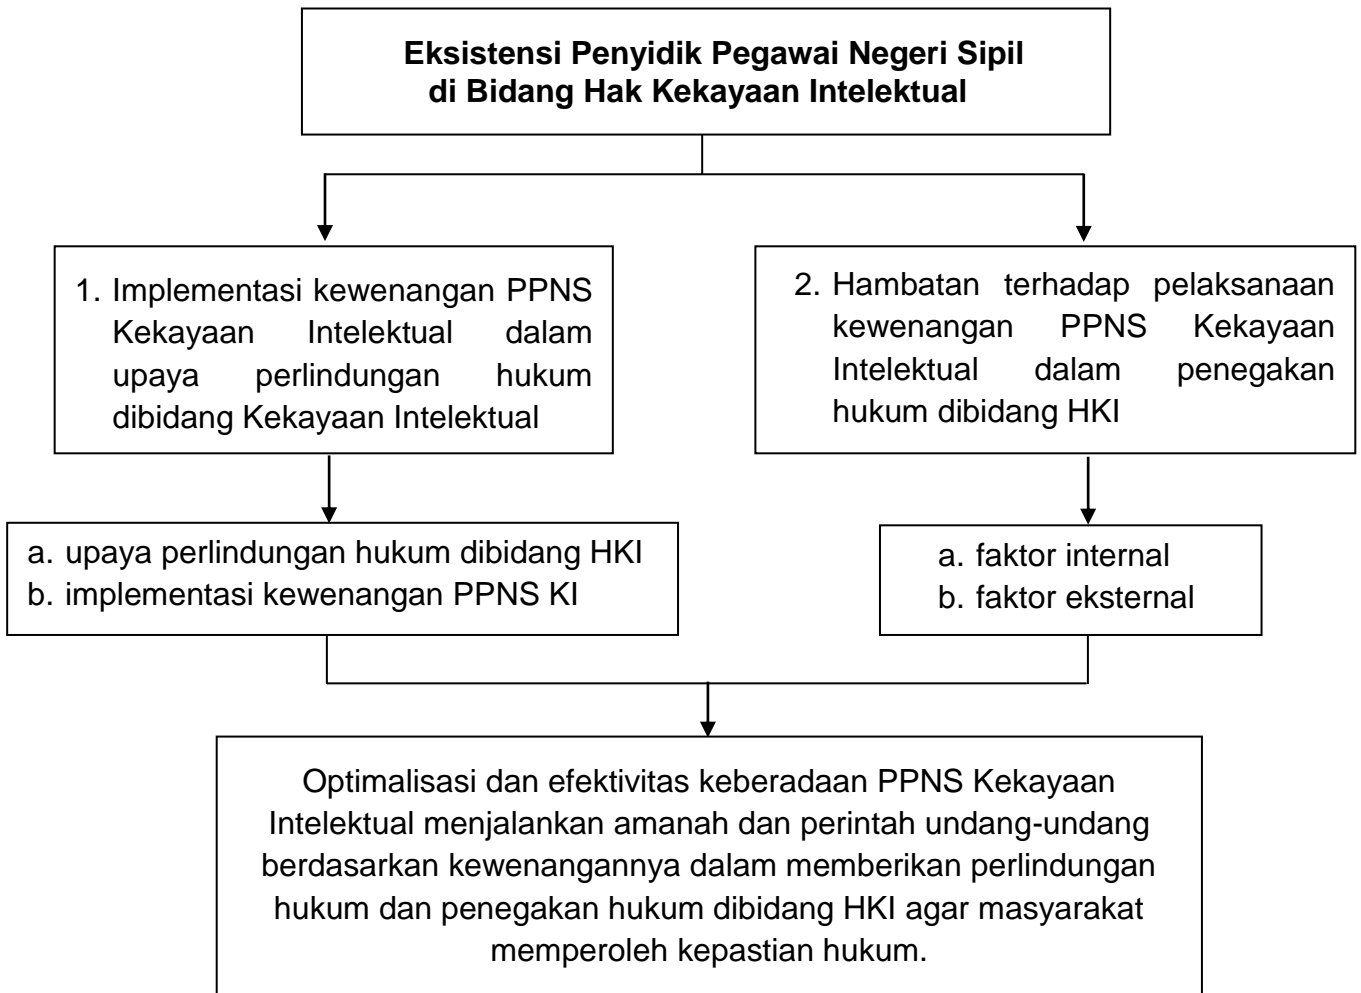 Eksistensi Penyidik Pegawai Negeri Sipil
di Bidang Hak Kekayaan Intelektual
1. Implementasi kewenangan PPNS
Kekayaan Intelektual dalam
upaya perlindungan hukum
dibidang Kekayaan Intelektual
2. Hambatan terhadap pelaksanaan
kewenangan PPNS Kekayaan
Intelektual dalam penegakan
hukum dibidang HKI
a. upaya perlindungan hukum dibidang HKI
b. implementasi kewenangan PPNS KI
a. faktor internal
b. faktor eksternal
Optimalisasi dan efektivitas keberadaan PPNS Kekayaan
Intelektual menjalankan amanah dan perintah undang-undang
berdasarkan kewenangannya dalam memberikan perlindungan
hukum dan penegakan hukum dibidang HKI agar masyarakat
memperoleh kepastian hukum.